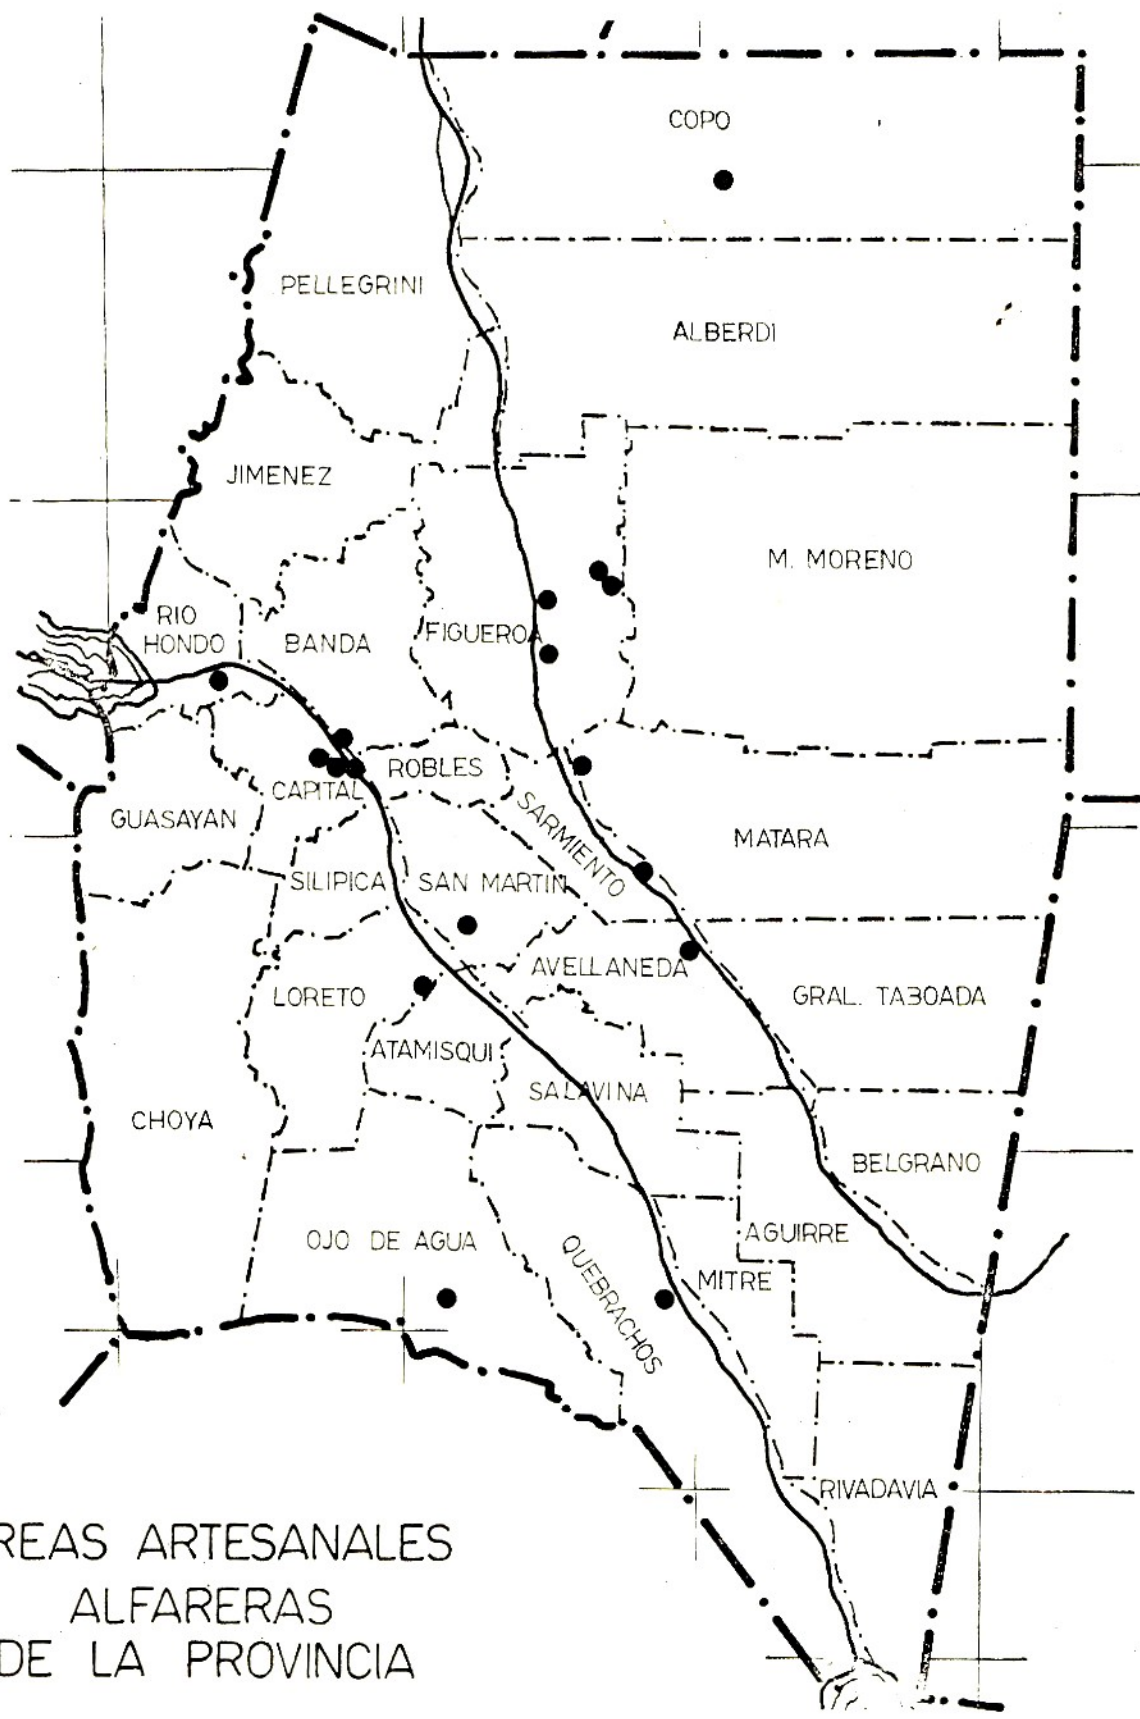 COPO
PELLEGRINI
ALBERDI
JIMENEZ
M. MORENO
RIO
HONDO
BANDA
FIGUEROA
ROBLES
CAPITAL
GUASAYAN
SARMIENTO
MATARA
SILIPICA
SAN MARTIN
AVELLANEDA
LORETO
GRAL. TABOADA
ATAMISQUI
SALAVINA
CHOYA
BELGRANO
OJO DE AGUA
AGUIRRE
QUEBRACHOS
MITRE
RIVADAVIA
REAS ARTESANALES
ALFARERAS
DE LA PROVINCIA